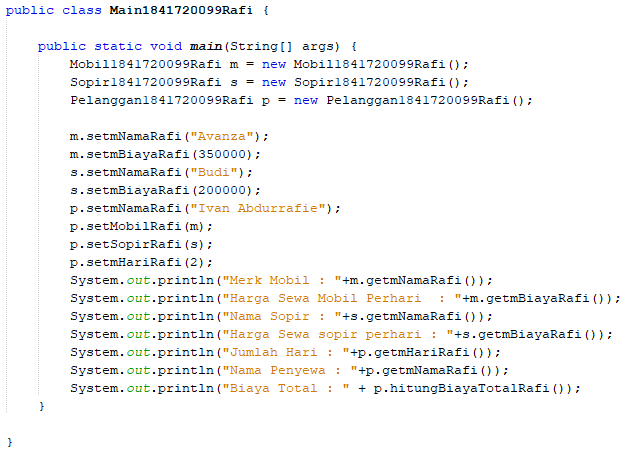 public class Main1841720099Rafi {
public static void main(String[] args) {
Mobil1841720099Rafi m = new Mobil1841720099Rafi();
Sopir1841720099Rafi s = new Sopir1841720099Rafi();
Pelanggan1841720099Rafi p = new Pelanggan1841720099Rafi();
m.setmNamaRafi("Avanza");
m.setmBiayaRafi(350000);
s.setmNamaRafi("Budi");
s.setmBiayaRafi(200000);
p.setmNamaRafi("Ivan Abdurrafie");
p.setMobilRafi(m);
p.setSopirRafi(s);
p.setmHariRafi(2);
System.out.println("Merk Mobil : "+m.getmNamaRafi());
System.out.println("Harga Sewa Mobil Perhari  : "+m.getmBiayaRafi());
System.out.println("Nama Sopir : "+s.getmNamaRafi());
System.out.println("Harga Sewa sopir perhari : "+s.getmBiayaRafi());
System.out.println("Jumlah Hari : "+p.getmHariRafi());
System.out.println("Nama Penyewa : "+p.getmNamaRafi());
System.out.println("Biaya Total : " + p.hitungBiayaTotalRafi());
}
}